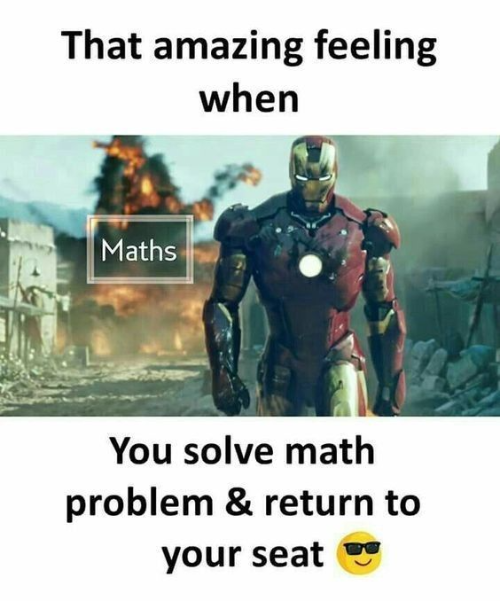 That amazing feeling
when
Maths
You solve math
problem & return to
your seat 😎